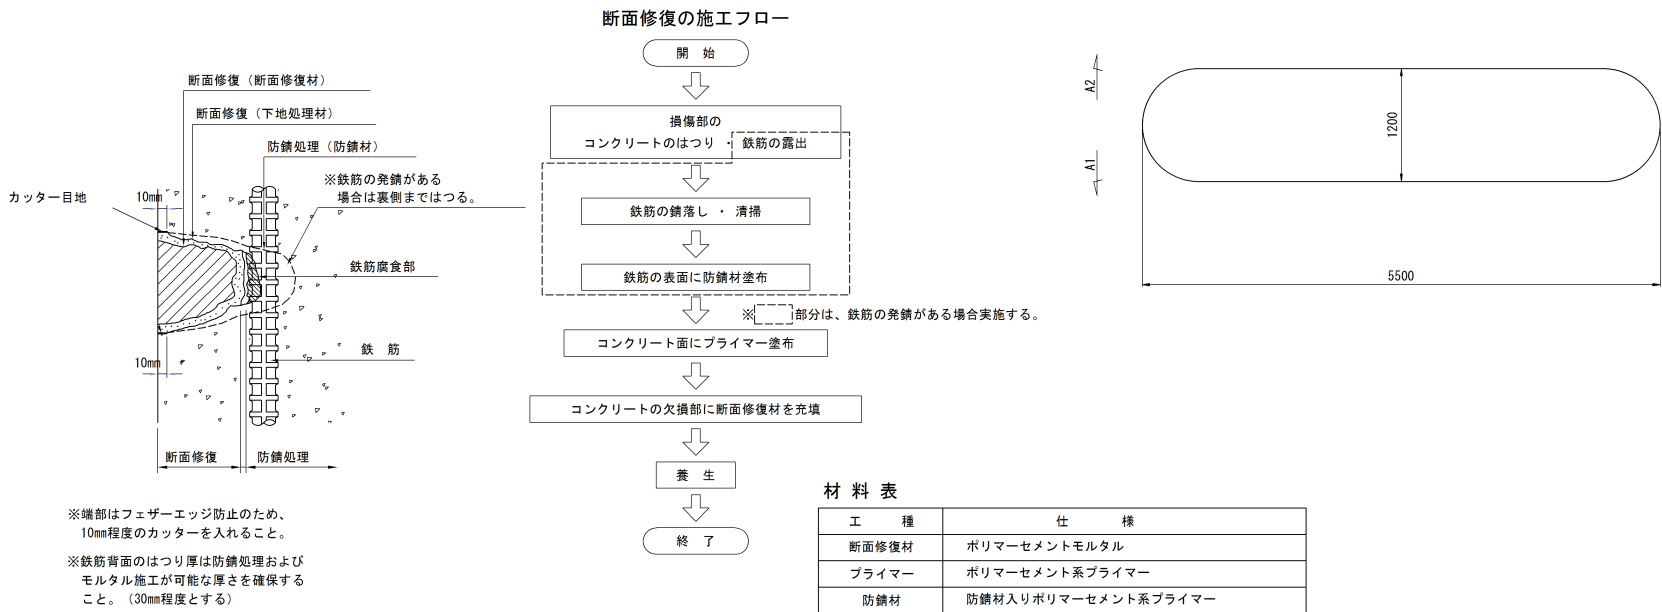 断面修復の施工フロー
開 始
損傷部の
コンクリートのはつり ・ 鉄筋の露出
鉄筋の錆落し ・ 清掃
鉄筋の表面に防錆材塗布
※ 部分は、鉄筋の発錆がある場合実施する。
コンクリート面にプライマー塗布
コンクリートの欠損部に断面修復材を充填
養 生
終 了
断面修復（断面修復材）
断面修復（下地処理材）
防錆処理（防錆材）
※鉄筋の発錆がある
場合は裏側まではつる。
カッター目地
10mm
鉄筋腐食部
鉄 筋
10mm
断面修復
防錆処理
※端部はフェザーエッジ防止のため、
10mm程度のカッターを入れること。
※鉄筋背面のはつり厚は防錆処理および
モルタル施工が可能な厚さを確保する
こと。（30mm程度とする）
A2
A1
1200
5500
材 料 表
工 種 仕 様
断面修復材 ポリマーセメントモルタル
プライマー ポリマーセメント系プライマー
防錆材 防錆材入りポリマーセメント系プライマー